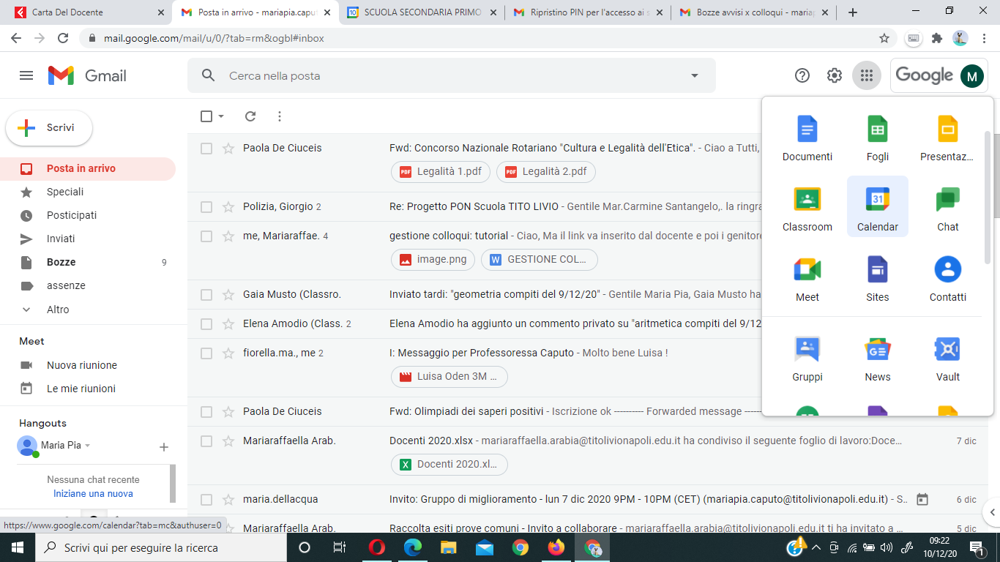 Carta Del Docente
Posta in arrivo - mariapia.capu
SCUOLA SECONDARIA PRIMO
Ripristino PIN per l'accesso ai s
Bozze avvisi x colloqui - maria
mail.google.com/mail/u/0/?tab=rm&ogbl#inbox
Gmail
Cerca nella posta
Google
M
Scrivi
Posta in arrivo
Speciali
Posticipati
Inviati
Bozze 9
assenze
Altro
Meet
Nuova riunione
Le mie riunioni
Hangouts
Maria Pia
Nessuna chat recente
Iniziane una nuova
Paola De Ciuceis Fwd: Concorso Nazionale Rotariano "Cultura e Legalità dell'Etica". - Ciao a Tutti,
PDF Legalità 1.pdf PDF Legalità 2.pdf
Polizia, Giorgio 2 Re: Progetto PON Scuola TITO LIVIO - Gentile Mar.Carmine Santangelo,. la ringra
me, Mariaraffae. 4 gestione colloqui: tutorial - Ciao, Ma il link va inserito dal docente e poi i genitore
image.png W GESTIONE COL...
Gaia Musto (Classro. Inviato tardi: "geometria compiti del 9/12/20" - Gentile Maria Pia, Gaia Musto ha
Elena Amodio (Class. 2 Elena Amodio ha aggiunto un commento privato su "aritmetica compiti del 9/12
fiorella.ma., me 2 I: Messaggio per Professoressa Caputo - Molto bene Luisa !
Luisa Oden 3M ...
Paola De Ciuceis Fwd: Olimpiadi dei saperi positivi - Iscrizione ok ---------- Forwarded message ------
Mariaraffaella Arab. Docenti 2020.xlsx - mariaraffaella.arabia@titolivionapoli.edu.it ha condiviso il seguente foglio di lavoro:Doce... 7 dic
X Docenti 2020.xl...
maria.dellacqua Invito: Gruppo di miglioramento - lun 7 dic 2020 9PM - 10PM (CET) (mariapia.caputo@titolivionapoli.edu.it) - S.. 6 dic
Mariaraffaella Arab. Raccolta esiti prove comuni - Invito a collaborare - mariaraffaella.arabia@titolivionapoli.edu.it ti ha invitato a ... 5 dic
Documenti Fogli Presentaz...
31
Classroom Calendar Chat
Meet Sites Contatti
Gruppi News Vault
https://www.google.com/calendar?tab=mc&authuser=0
Scrivi qui per eseguire la ricerca
09:22
10/12/20
1